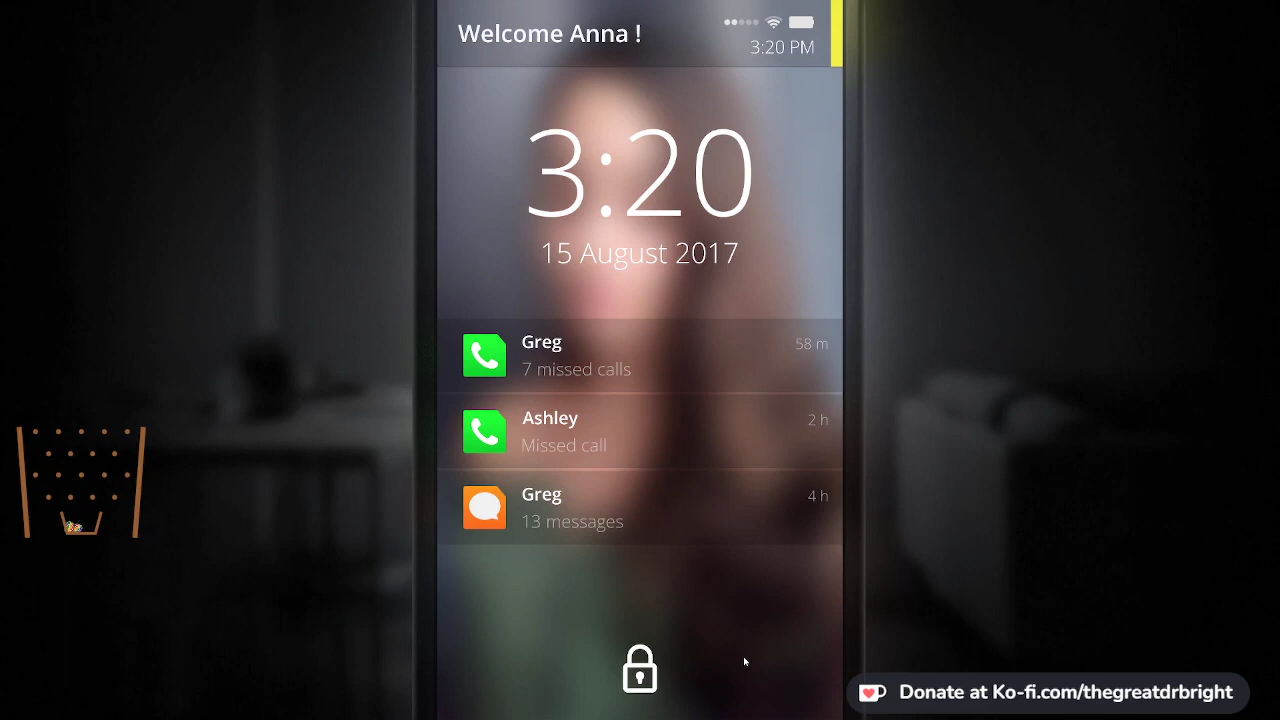 Welcome Anna !
3:20 PM
3:20
15 August 2017
Greg
58 m
7 missed calls
Ashley
2 h
Missed call
Greg
4 h
13 messages
Donate at Ko-fi.com/thegreatdrbright